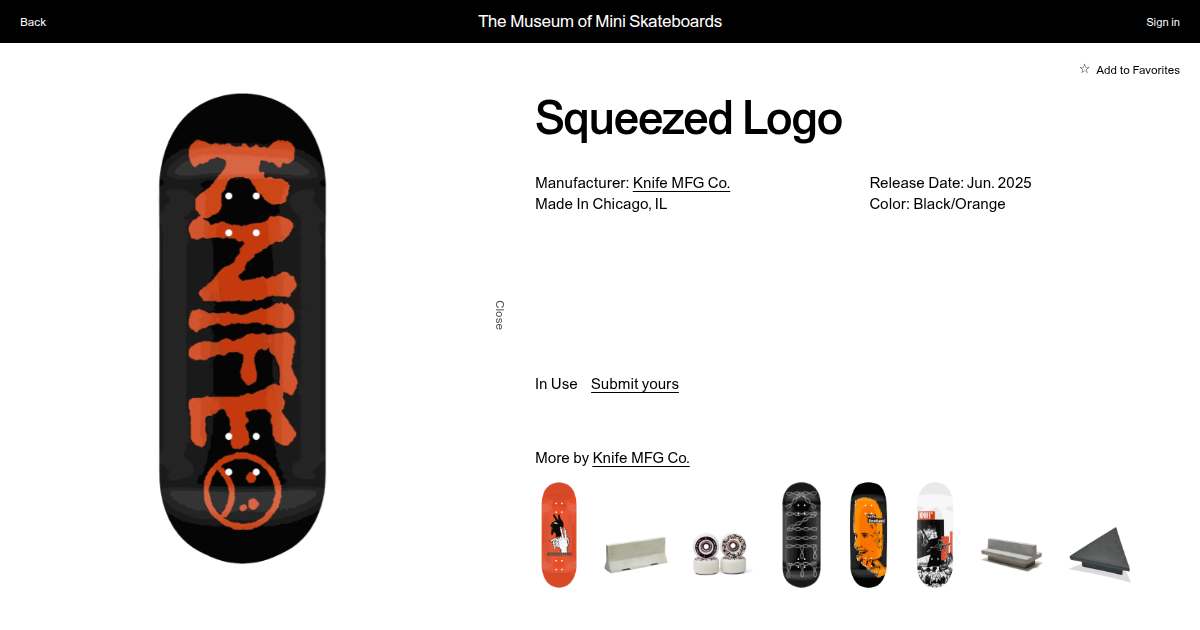 Back
The Museum of Mini Skateboards
Sign in
☆ Add to Favorites
KNIFE
Squeezed Logo
Manufacturer: Knife MFG Co.
Made In Chicago, IL
Release Date: Jun. 2025
Color: Black/Orange
Close
In Use Submit yours
More by Knife MFG Co.